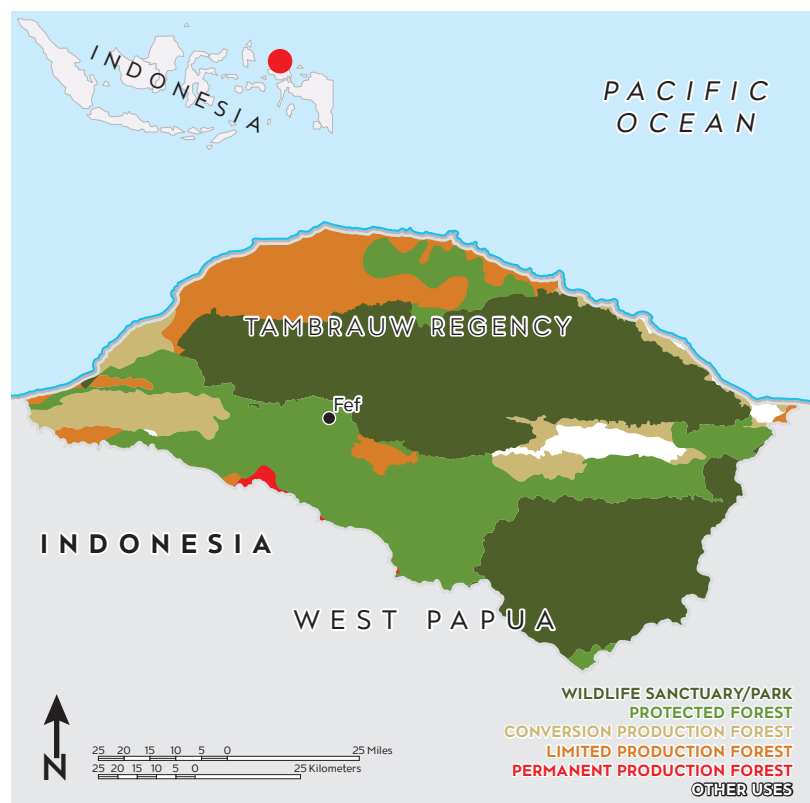 INDONESIA
PACIFIC
OCEAN
TAMBRAUW REGENCY
Fef
INDONESIA
WEST PAPUA
WILDLIFE SANCTUARY/PARK
PROTECTED FOREST
CONVERSION PRODUCTION FOREST
LIMITED PRODUCTION FOREST
PERMANENT PRODUCTION FOREST
OTHER USES
N
25 20 15 10 5 0 25 Miles
25 20 15 10 5 0 25 Kilometers